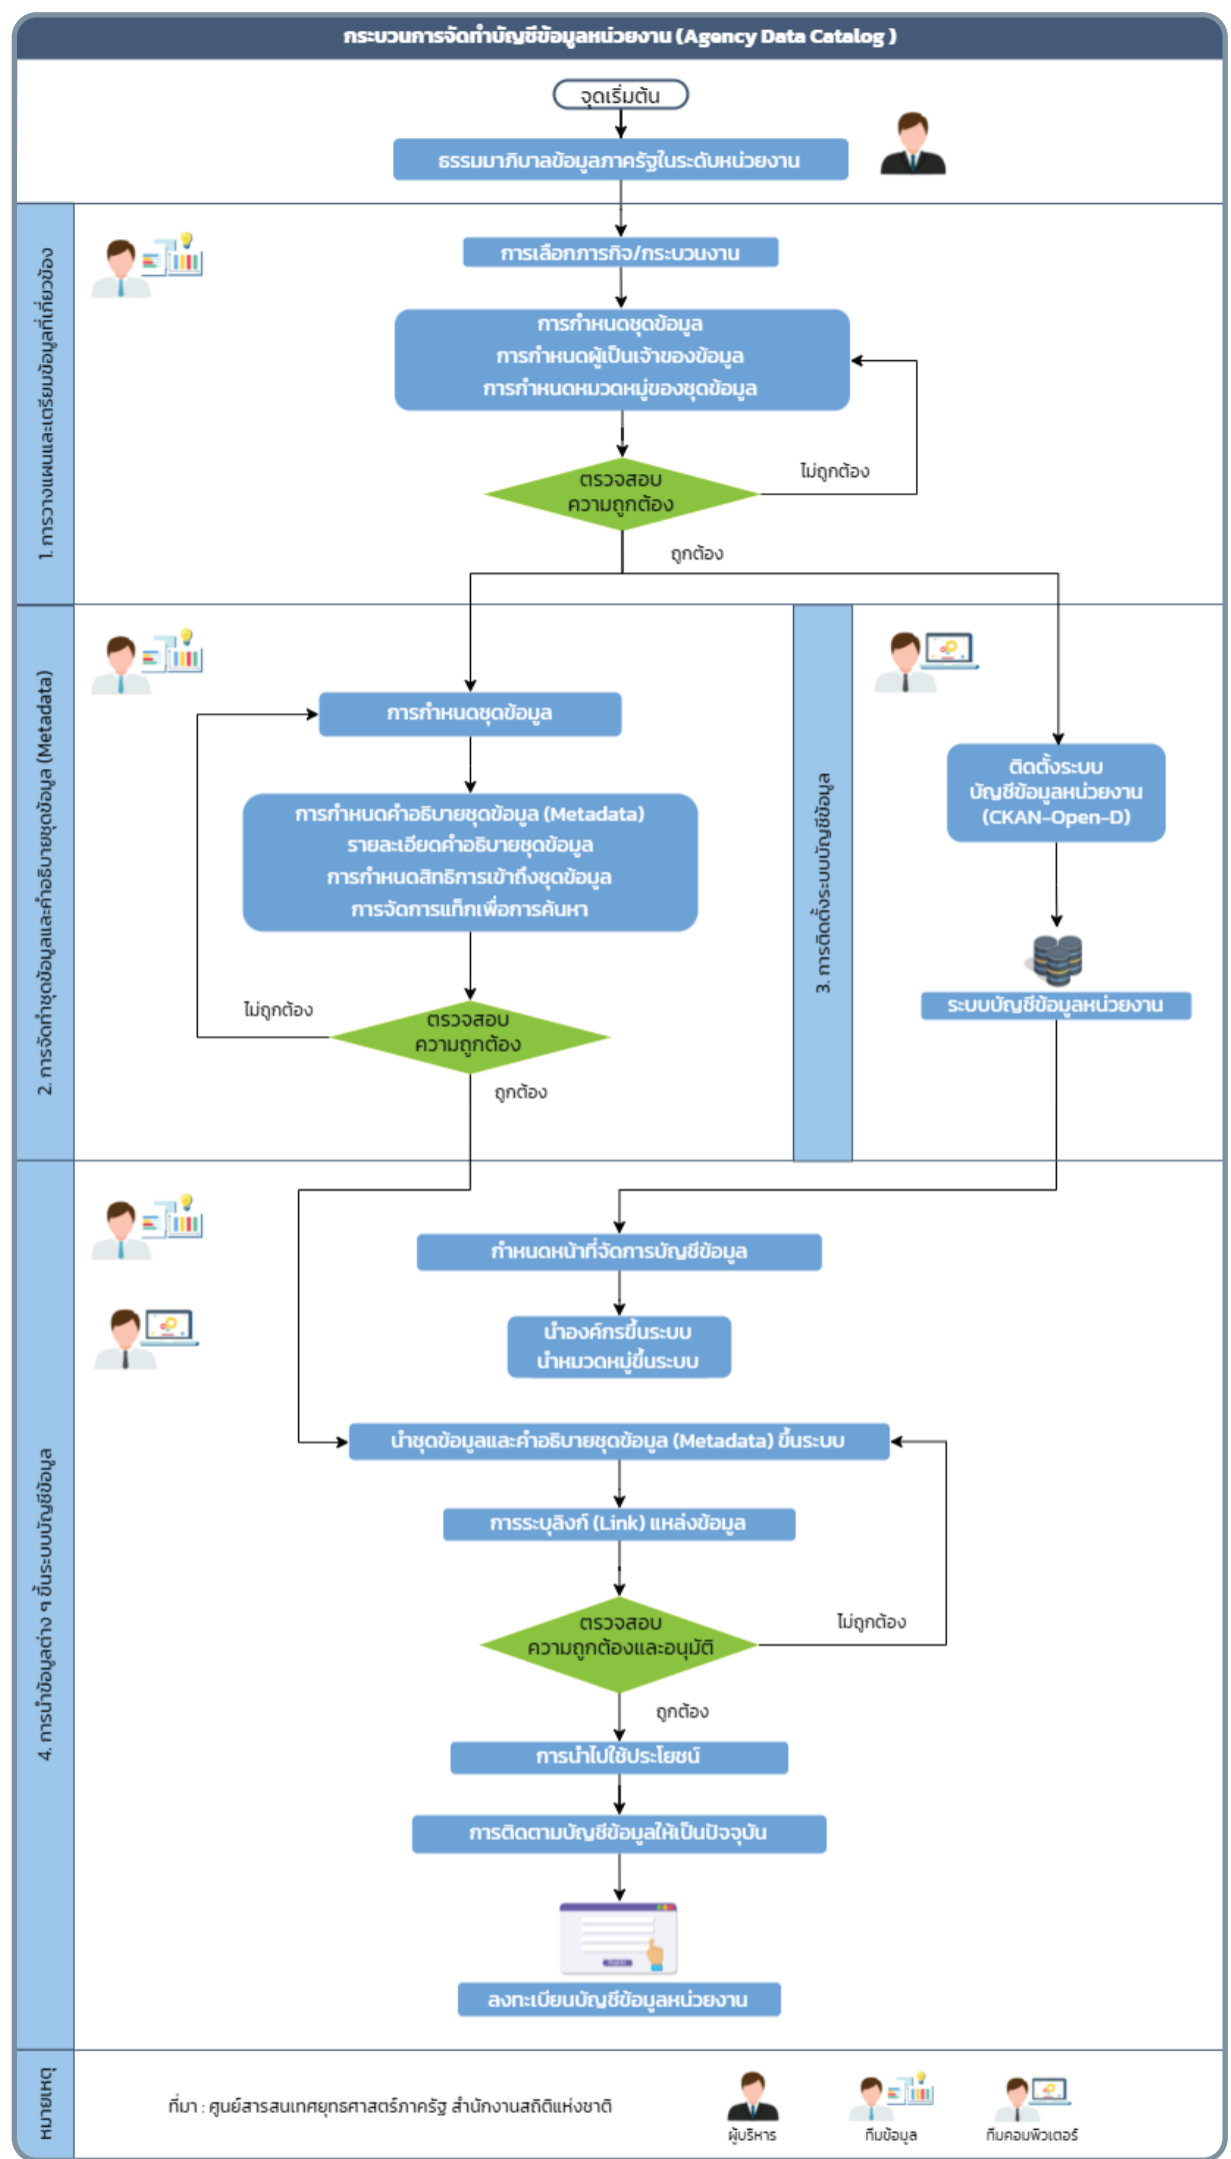 กระบวนการจัดทำบัญชีข้อมูลหน่วยงาน (Agency Data Catalog )
จุดเริ่มต้น
ธรรมมาภิบาลข้อมูลภาครัฐในระดับหน่วยงาน
1. การวางแผนและเตรียมข้อมูลที่เกี่ยวข้อง
การเลือกภารกิจ/กระบวนงาน
การกำหนดชุดข้อมูล
การกำหนดผู้เป็นเจ้าของข้อมูล
การกำหนดหมวดหมู่ของชุดข้อมูล
ตรวจสอบ
ความถูกต้อง
ไม่ถูกต้อง
ถูกต้อง
2. การจัดทำชุดข้อมูลและคำอธิบายชุดข้อมูล (Metadata)
การกำหนดชุดข้อมูล
การกำหนดคำอธิบายชุดข้อมูล (Metadata)
รายละเอียดคำอธิบายชุดข้อมูล
การกำหนดสิทธิการเข้าถึงชุดข้อมูล
การจัดการแท็กเพื่อการค้นหา
ไม่ถูกต้อง
ตรวจสอบ
ความถูกต้อง
ถูกต้อง
3. การติดตั้งระบบบัญชีข้อมูล
ติดตั้งระบบ
บัญชีข้อมูลหน่วยงาน
(CKAN-Open-D)
ระบบบัญชีข้อมูลหน่วยงาน
4. การนำข้อมูลต่าง ๆ ขึ้นระบบบัญชีข้อมูล
กำหนดหน้าที่จัดการบัญชีข้อมูล
นำองค์กรขึ้นระบบ
นำหมวดหมู่ขึ้นระบบ
นำชุดข้อมูลและคำอธิบายชุดข้อมูล (Metadata) ขึ้นระบบ
การระบุลิงก์ (Link) แหล่งข้อมูล
ตรวจสอบ
ความถูกต้องและอนุมัติ
ไม่ถูกต้อง
ถูกต้อง
การนำไปใช้ประโยชน์
การติดตามบัญชีข้อมูลให้เป็นปัจจุบัน
ลงทะเบียนบัญชีข้อมูลหน่วยงาน
หมายเหตุ
ที่มา : ศูนย์สารสนเทศยุทธศาสตร์ภาครัฐ สำนักงานสถิติแห่งชาติ
ผู้บริหาร
ทีมข้อมูล
ทีมคอมพิวเตอร์